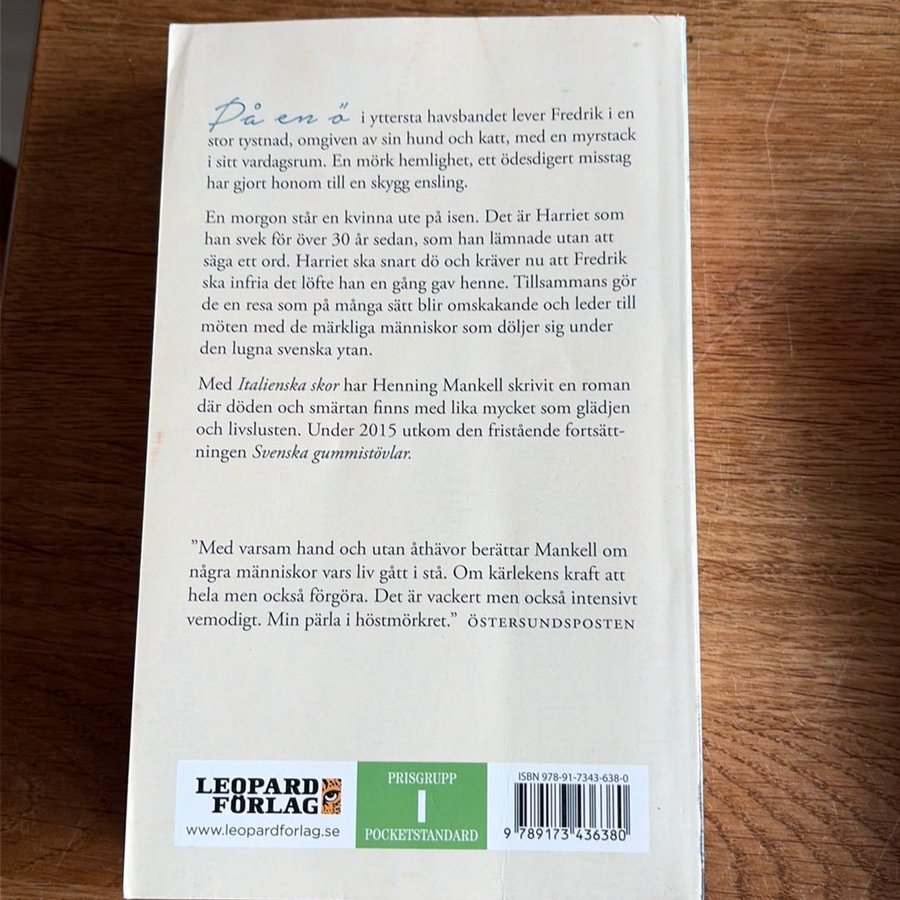 På en ö i yttersta havsbandet lever Fredrik i en
stor tystnad, omgiven av sin hund och katt, med en myrstack
i sitt vardagsrum. En mörk hemlighet, ett ödesdigert misstag
har gjort honom till en skygg ensling.
En morgon står en kvinna ute på isen. Det är Harriet som
han svek för över 30 år sedan, som han lämnade utan att
säga ett ord. Harriet ska snart dö och kräver nu att Fredrik
ska infria det löfte han en gång gav henne. Tillsammans gör
de en resa som på många sätt blir omskakande och leder till
möten med de märkliga människor som döljer sig under
den lugna svenska ytan.
Med Italienska skor har Henning Mankell skrivit en roman
där döden och smärtan finns med lika mycket som glädjen
och livslusten. Under 2015 utkom den fristående fortsätt-
ningen Svenska gummistövlar.
”Med varsam hand och utan åthävor berättar Mankell om
några människor vars liv gått i stå. Om kärlekens kraft att
hela men också förgöra. Det är vackert men också intensivt
vemodigt. Min pärla i höstmörkret.” ÖSTERSUNDSPOSTEN
LEOPARD
FÖRLAG
www.leopardforlag.se
PRISGRUPP
I
POCKETSTANDARD
ISBN 978-91-7343-638-0
9 789173 436380